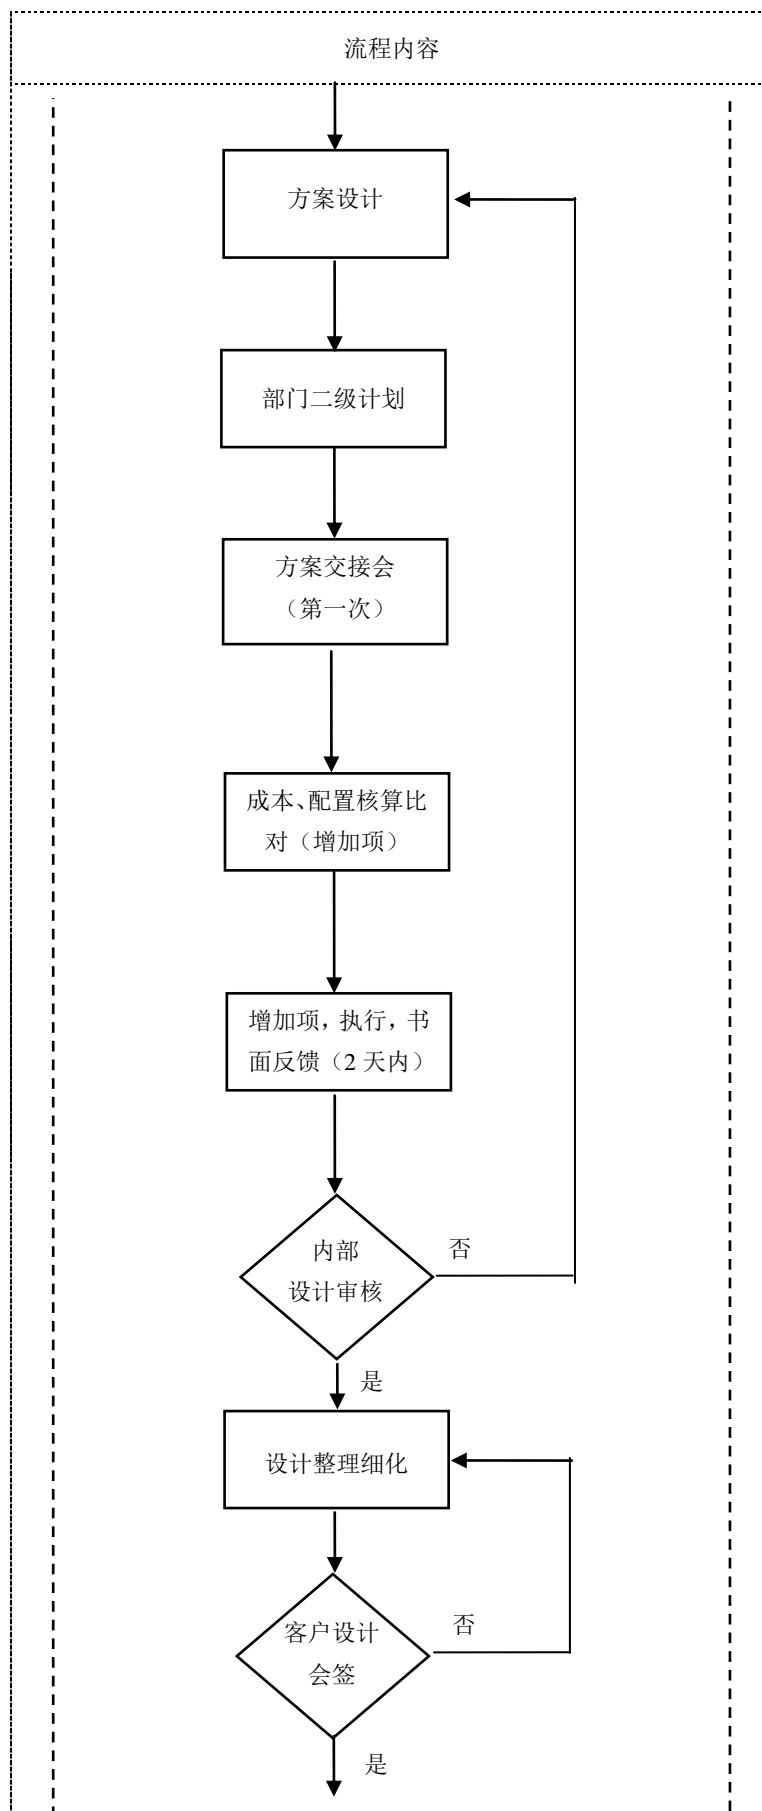 流程内容
方案设计
部门二级计划
方案交接会
（第一次）
成本、配置核算比
对（增加项）
增加项，执行，书
面反馈（2 天内）
内部
设计审核
否
是
设计整理细化
客户设计
会签
否
是